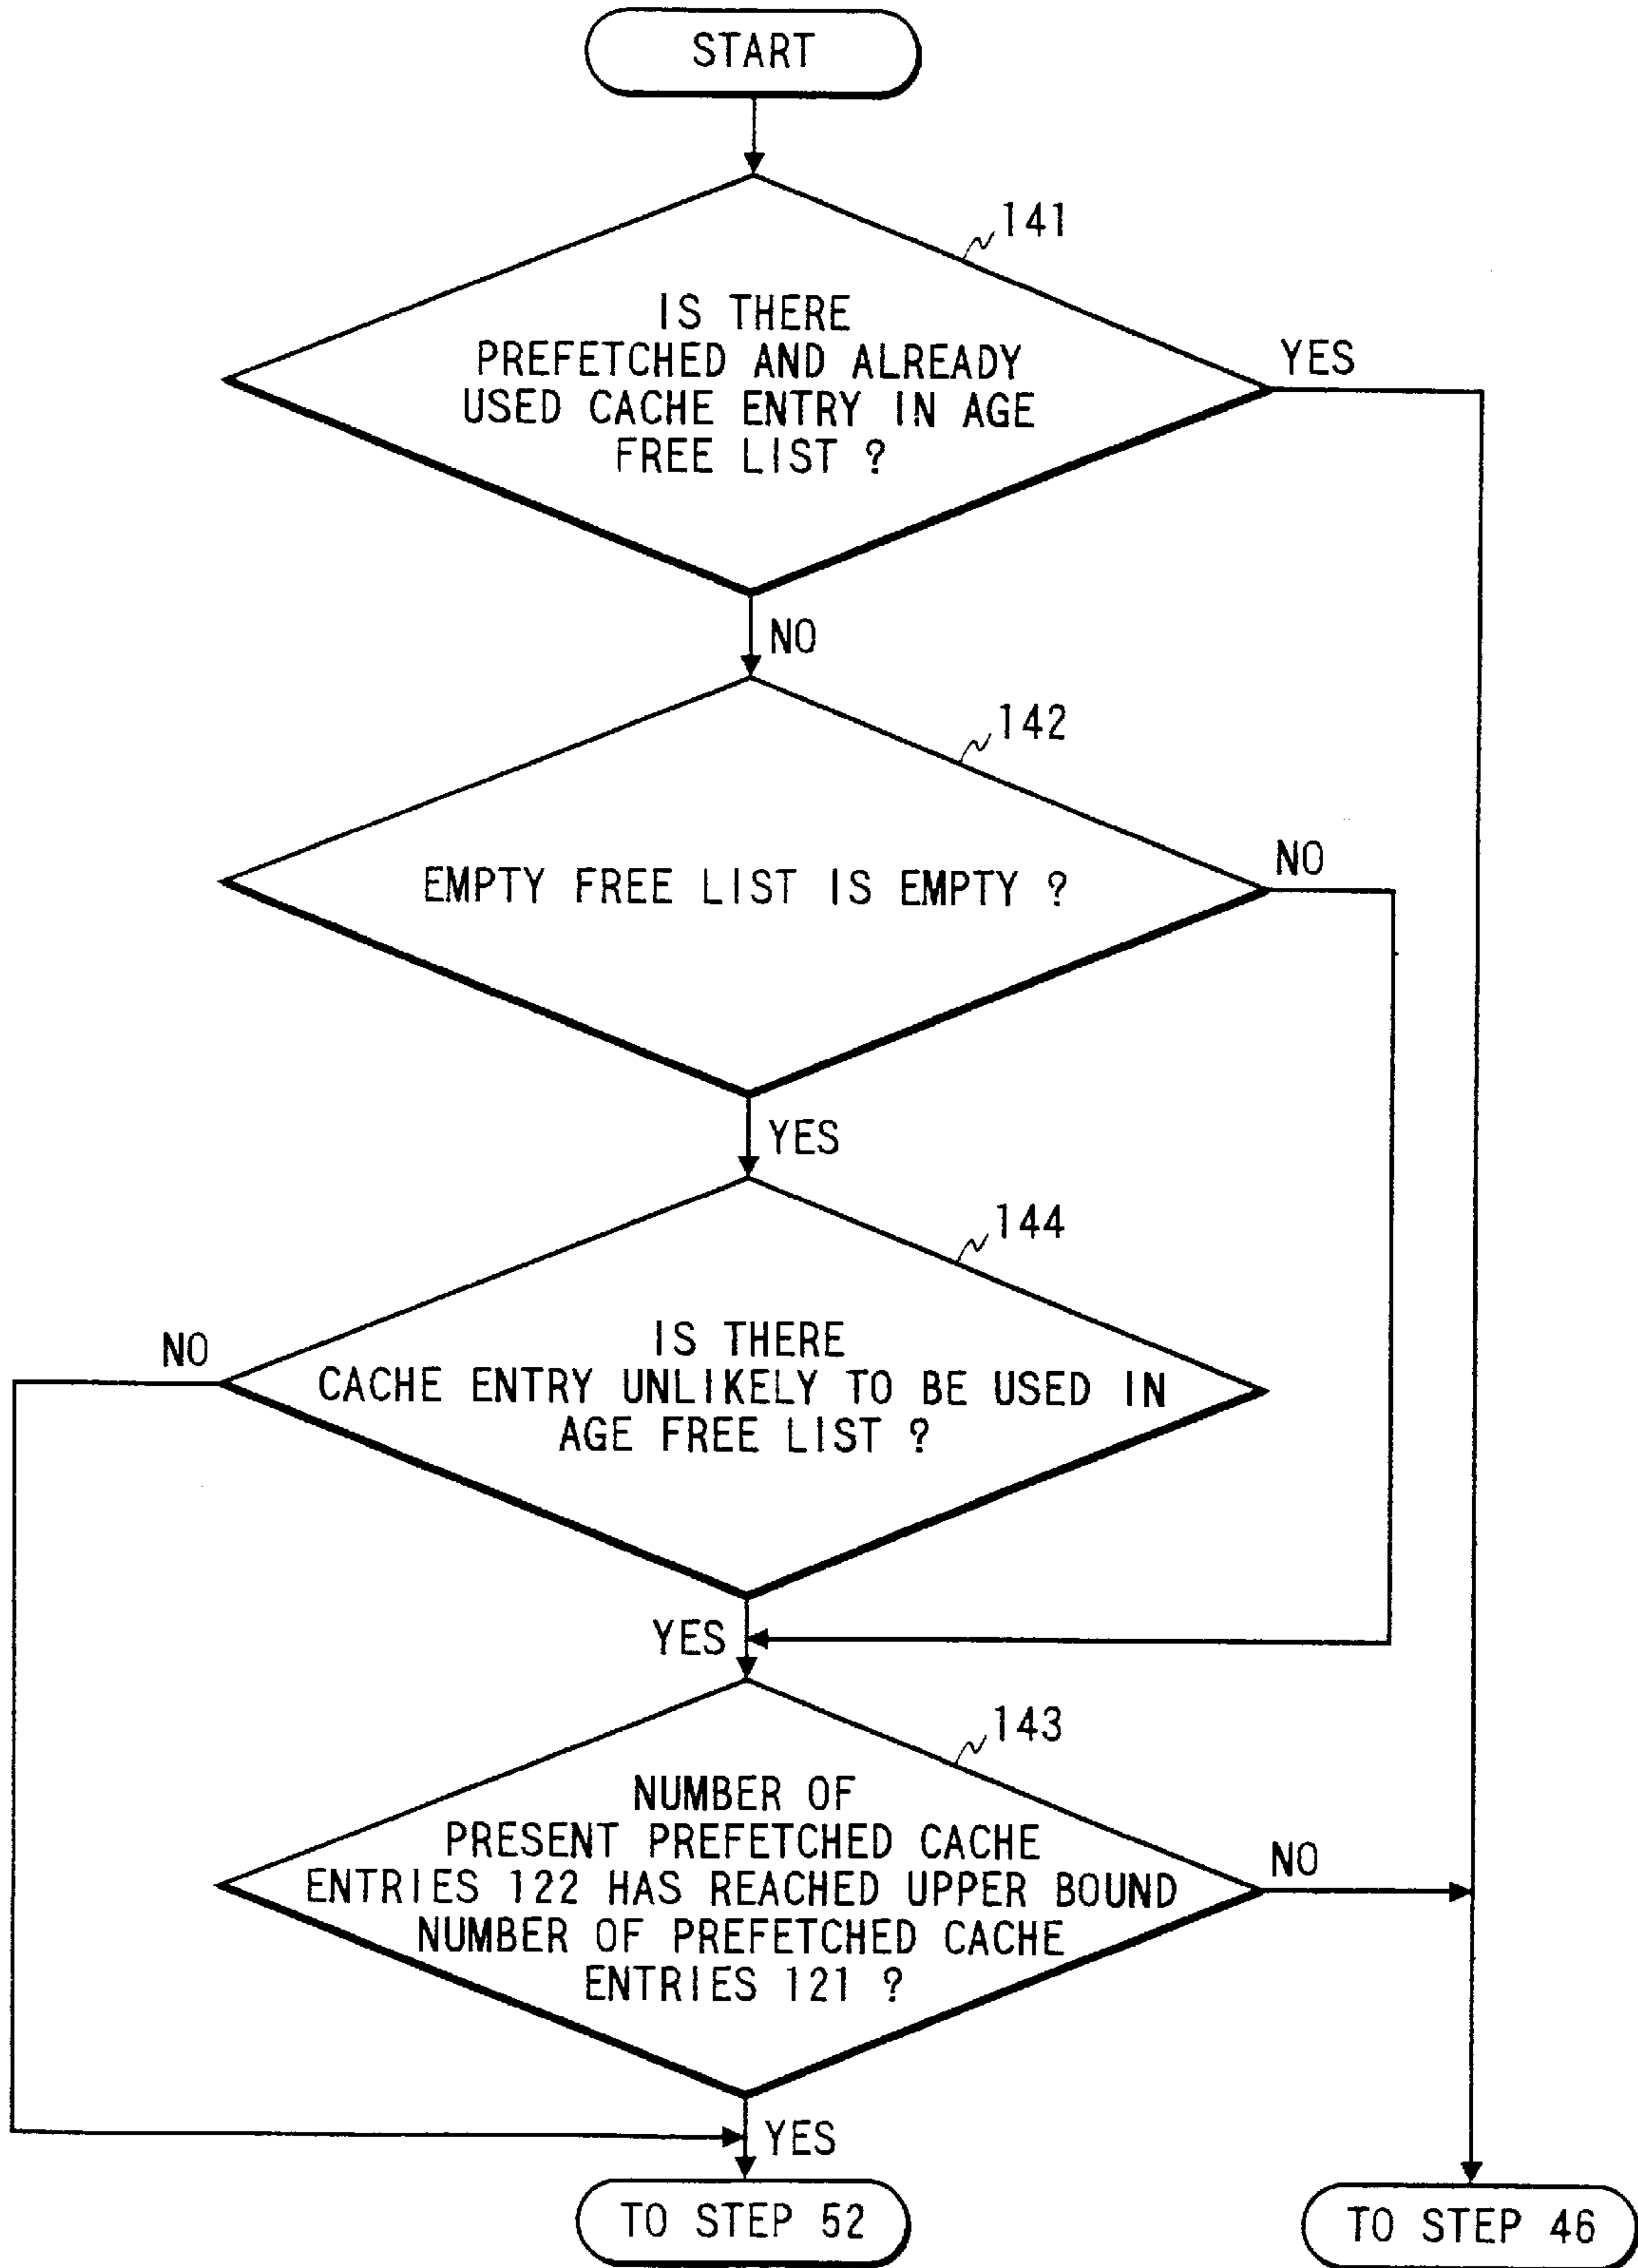 START
141
IS THERE
PREFETCHED AND ALREADY
USED CACHE ENTRY IN AGE
FREE LIST ?
YES
NO
142
EMPTY FREE LIST IS EMPTY ?
NO
YES
144
IS THERE
CACHE ENTRY UNLIKELY TO BE USED IN
AGE FREE LIST ?
NO
YES
143
NUMBER OF
PRESENT PREFETCHED CACHE
ENTRIES 122 HAS REACHED UPPER BOUND
NUMBER OF PREFETCHED CACHE
ENTRIES 121 ?
NO
YES
TO STEP 52
TO STEP 46